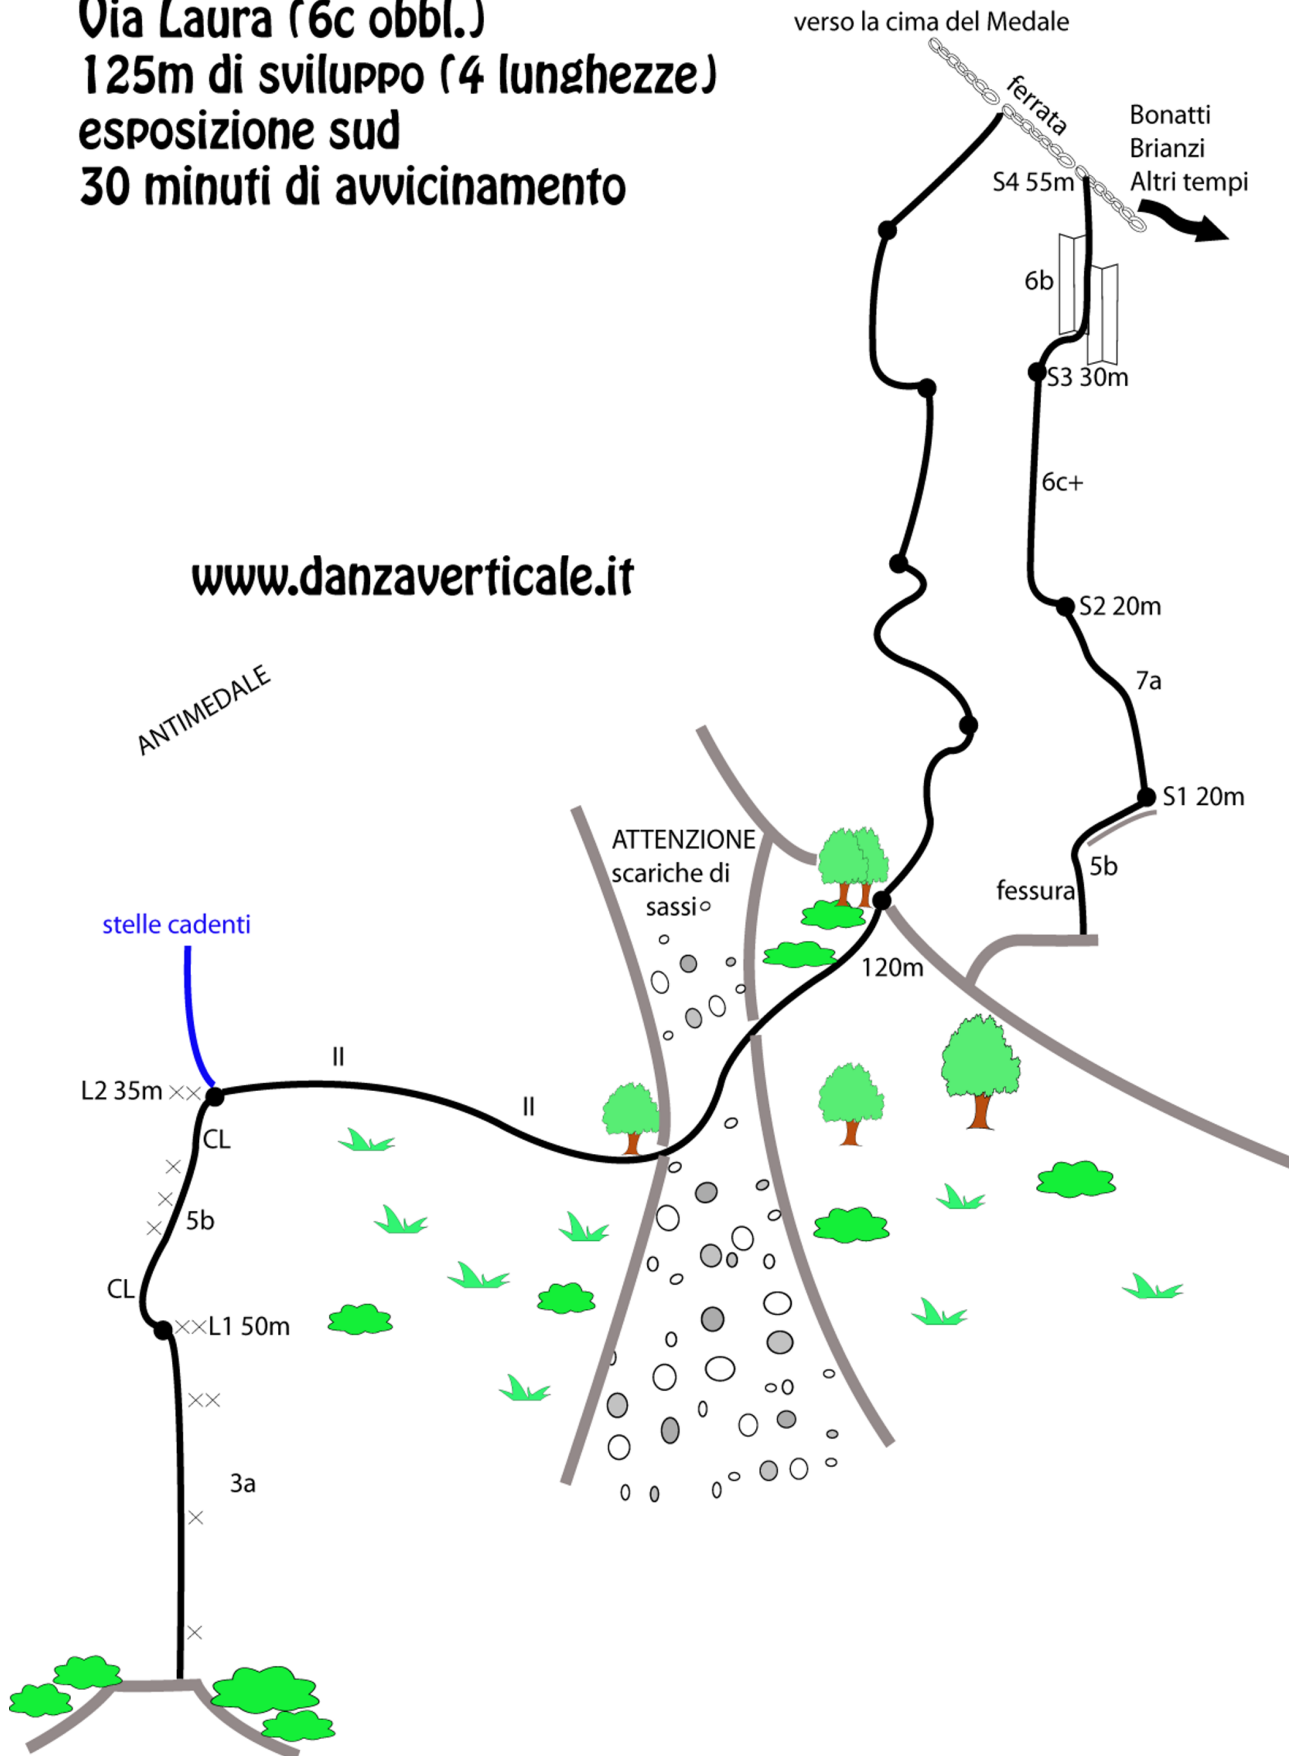 Via Laura (6c obbl.)
125m di sviluppo (4 lunghezze)
esposizione sud
30 minuti di avvicinamento
verso la cima del Medale
ferrata
Bonatti
Brianzi
Altri tempi
S4 55m
6b
S3 30m
6c+
www.danzaverticale.it
S2 20m
ANTIMEDALE
7a
S1 20m
ATTENZIONE
scariche di
sassi
5b
fessura
stelle cadenti
120m
II
L2 35m
II
CL
5b
CL
L1 50m
3a